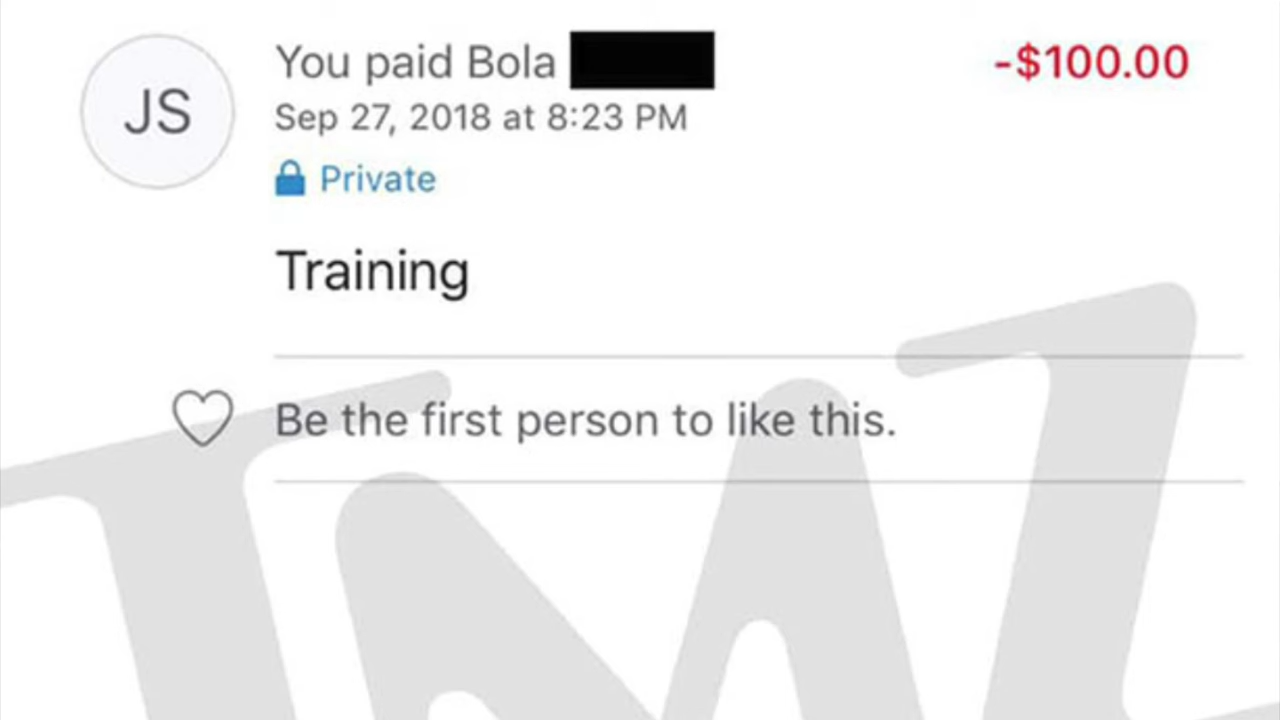 JS
You paid Bola
-$100.00
Sep 27, 2018 at 8:23 PM
Private
Training
Be the first person to like this.
TMZ